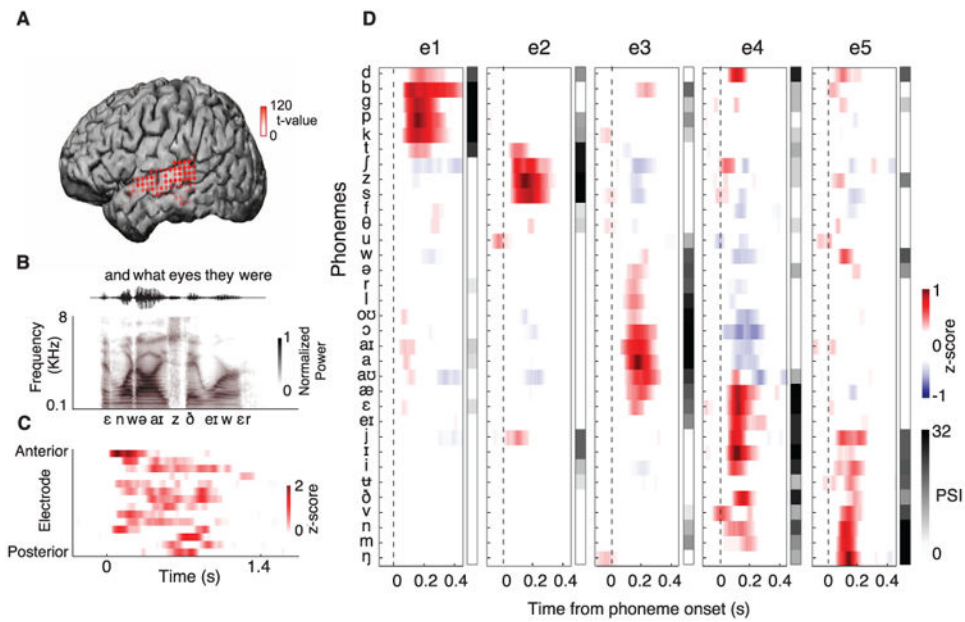 A
120
t-value
0
B
and what eyes they were
8
Frequency
(KHz)
0.1
1
0
Normalized
Power
ɛ n w ə aɪ z ð eɪ w ɛ r
C
Anterior
Electrode
Posterior
2
0
z-score
0 1.4
Time (s)
D
e1 e2 e3 e4 e5
Phonemes
d
b
g
p
k
t
ʃ
z
s
f
θ
u
w
ə
r
l
oʊ
ɔ
aɪ
a
aʊ
æ
ɛ
eɪ
j
ɪ
i
ʉ
ð
v
n
m
ŋ
1
0
-1
z-score
32
0
PSI
0 0.2 0.4 0 0.2 0.4 0 0.2 0.4 0 0.2 0.4 0 0.2 0.4
Time from phoneme onset (s)